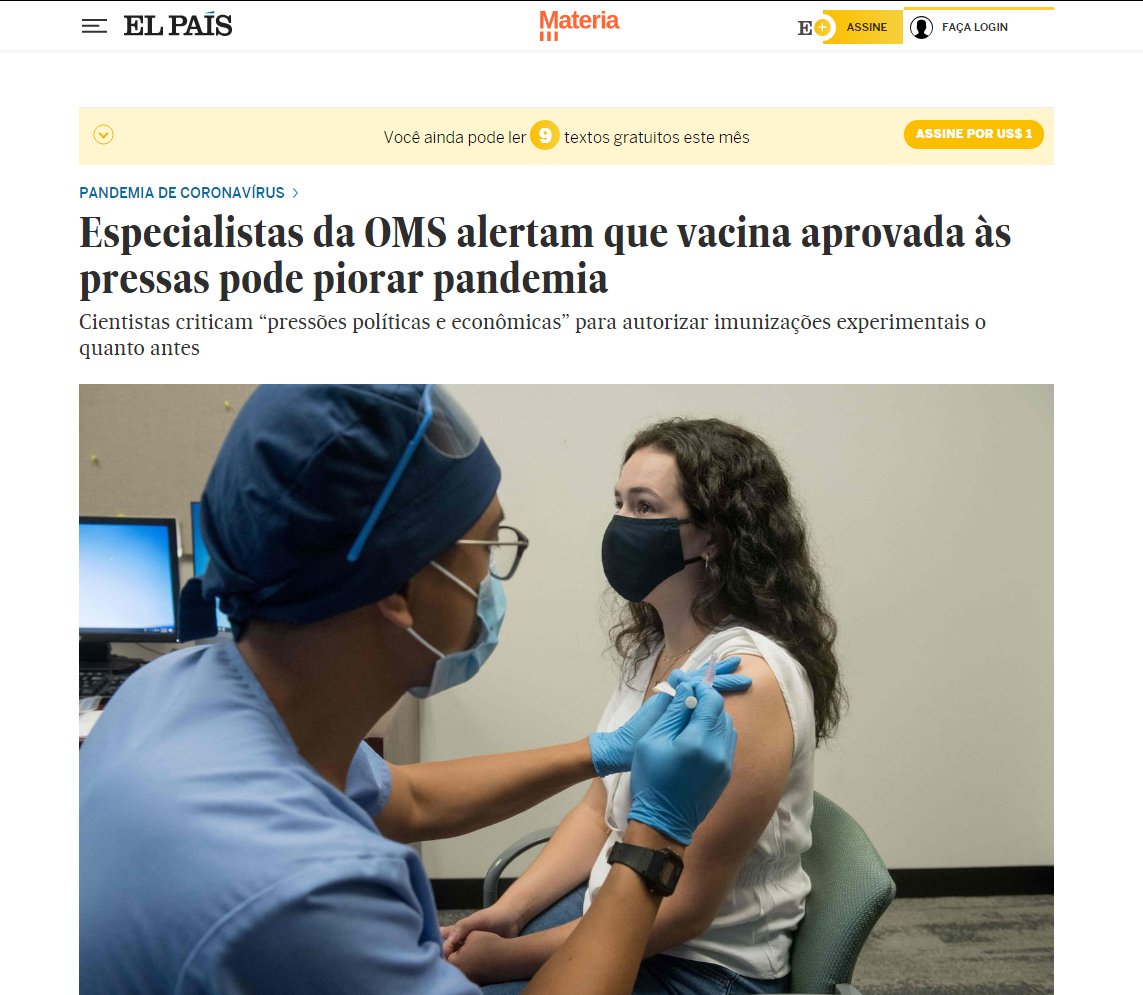 EL PAÍS
Materia
E+ ASSINE
FAÇA LOGIN
Você ainda pode ler 9 textos gratuitos este mês
ASSINE POR US$ 1
PANDEMIA DE CORONAVÍRUS
Especialistas da OMS alertam que vacina aprovada às
pressas pode piorar pandemia
Cientistas criticam “pressões políticas e econômicas” para autorizar imunizações experimentais o
quanto antes